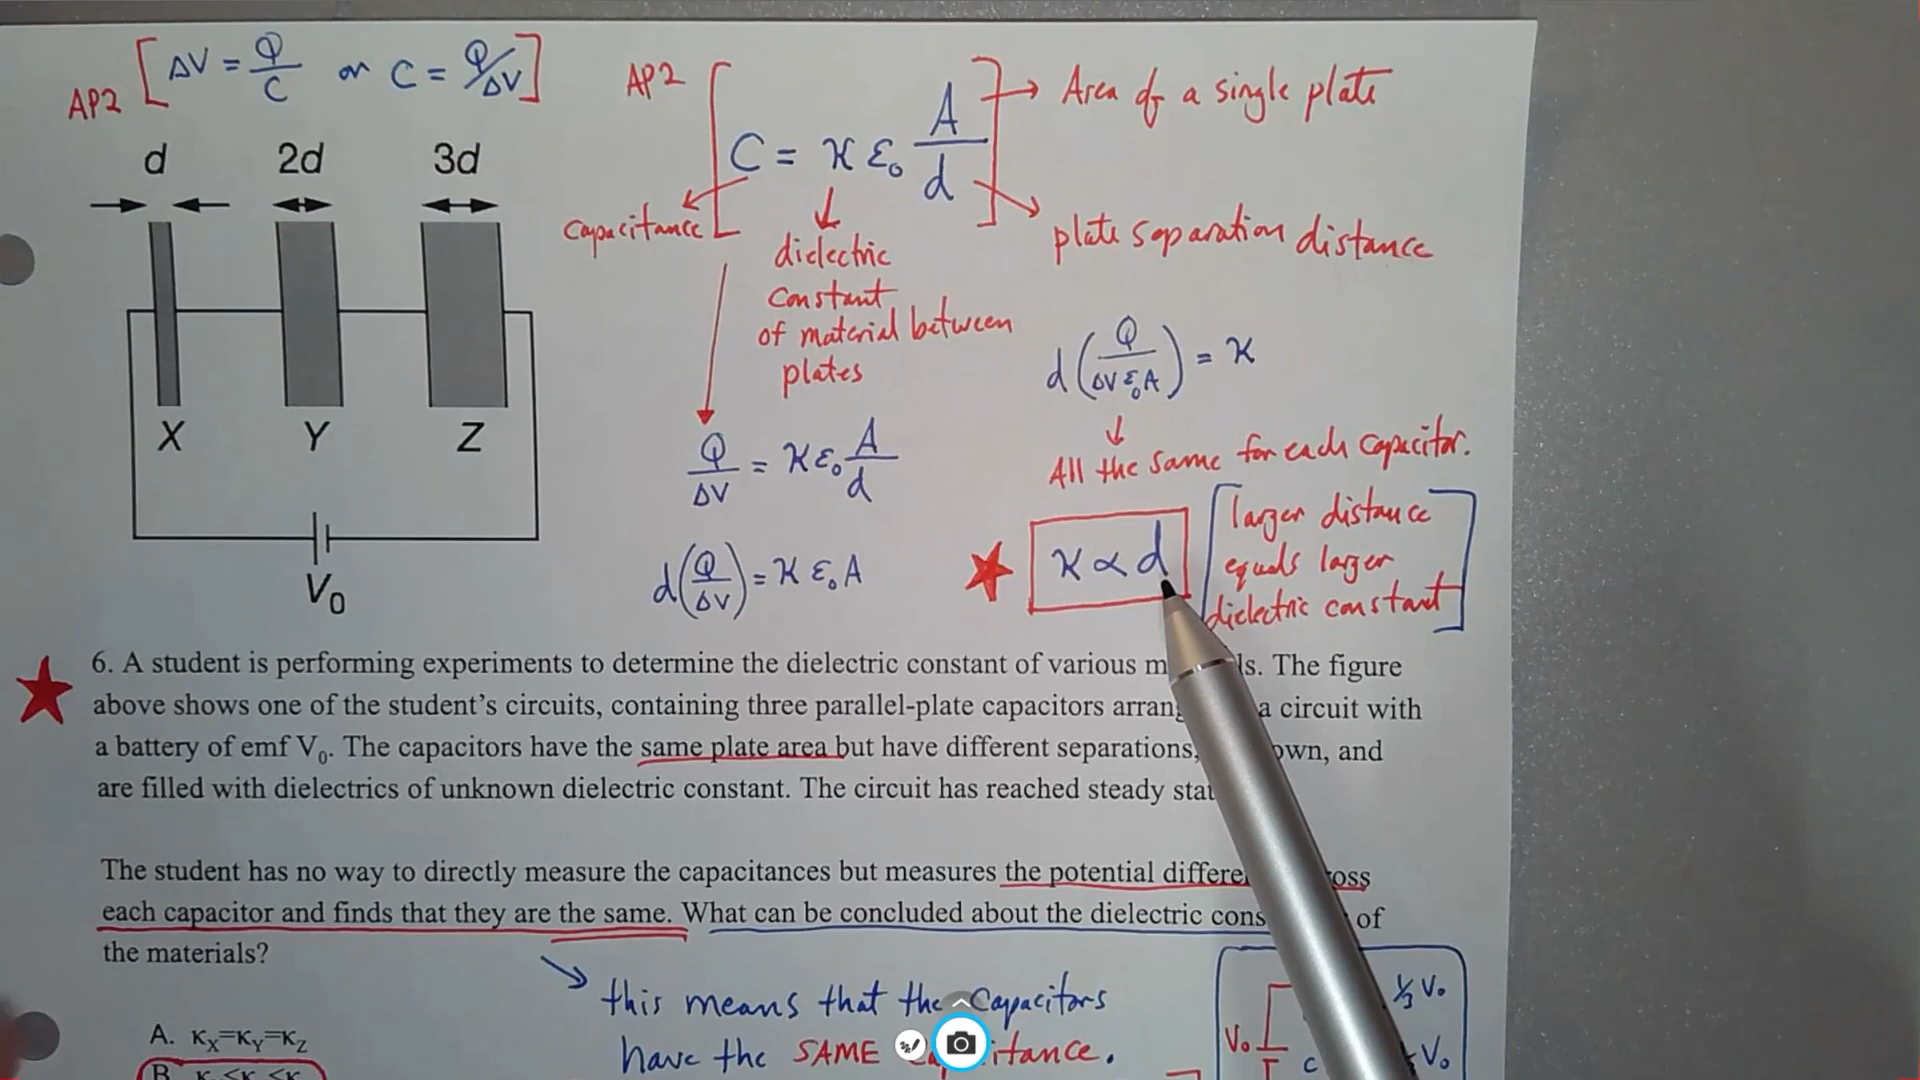 AP2 [ΔV = Q/C or C = Q/ΔV]
d 2d 3d
X Y Z
V₀
AP2 [C = κ ε₀ A/d]
Area of a single plate
capacitance
plate separation distance
dielectric
constant
of material between
plates
Q/ΔV = κ ε₀ A/d
d(Q/ΔV) = κ ε₀ A
d(Q/ΔV ε₀ A) = κ
All the same for each capacitor.
κ ∝ d
[larger distance
equals larger
dielectric constant]
6. A student is performing experiments to determine the dielectric constant of various m ls. The figure
above shows one of the student's circuits, containing three parallel-plate capacitors arran a circuit with
a battery of emf V₀. The capacitors have the same plate area but have different separations, own, and
are filled with dielectrics of unknown dielectric constant. The circuit has reached steady stat
The student has no way to directly measure the capacitances but measures the potential differe oss
each capacitor and finds that they are the same. What can be concluded about the dielectric cons of
the materials?
this means that the Capacitors
have the SAME itance.
A. κX=κY=κZ
B.
V₀
C
⅓ V₀
V₀